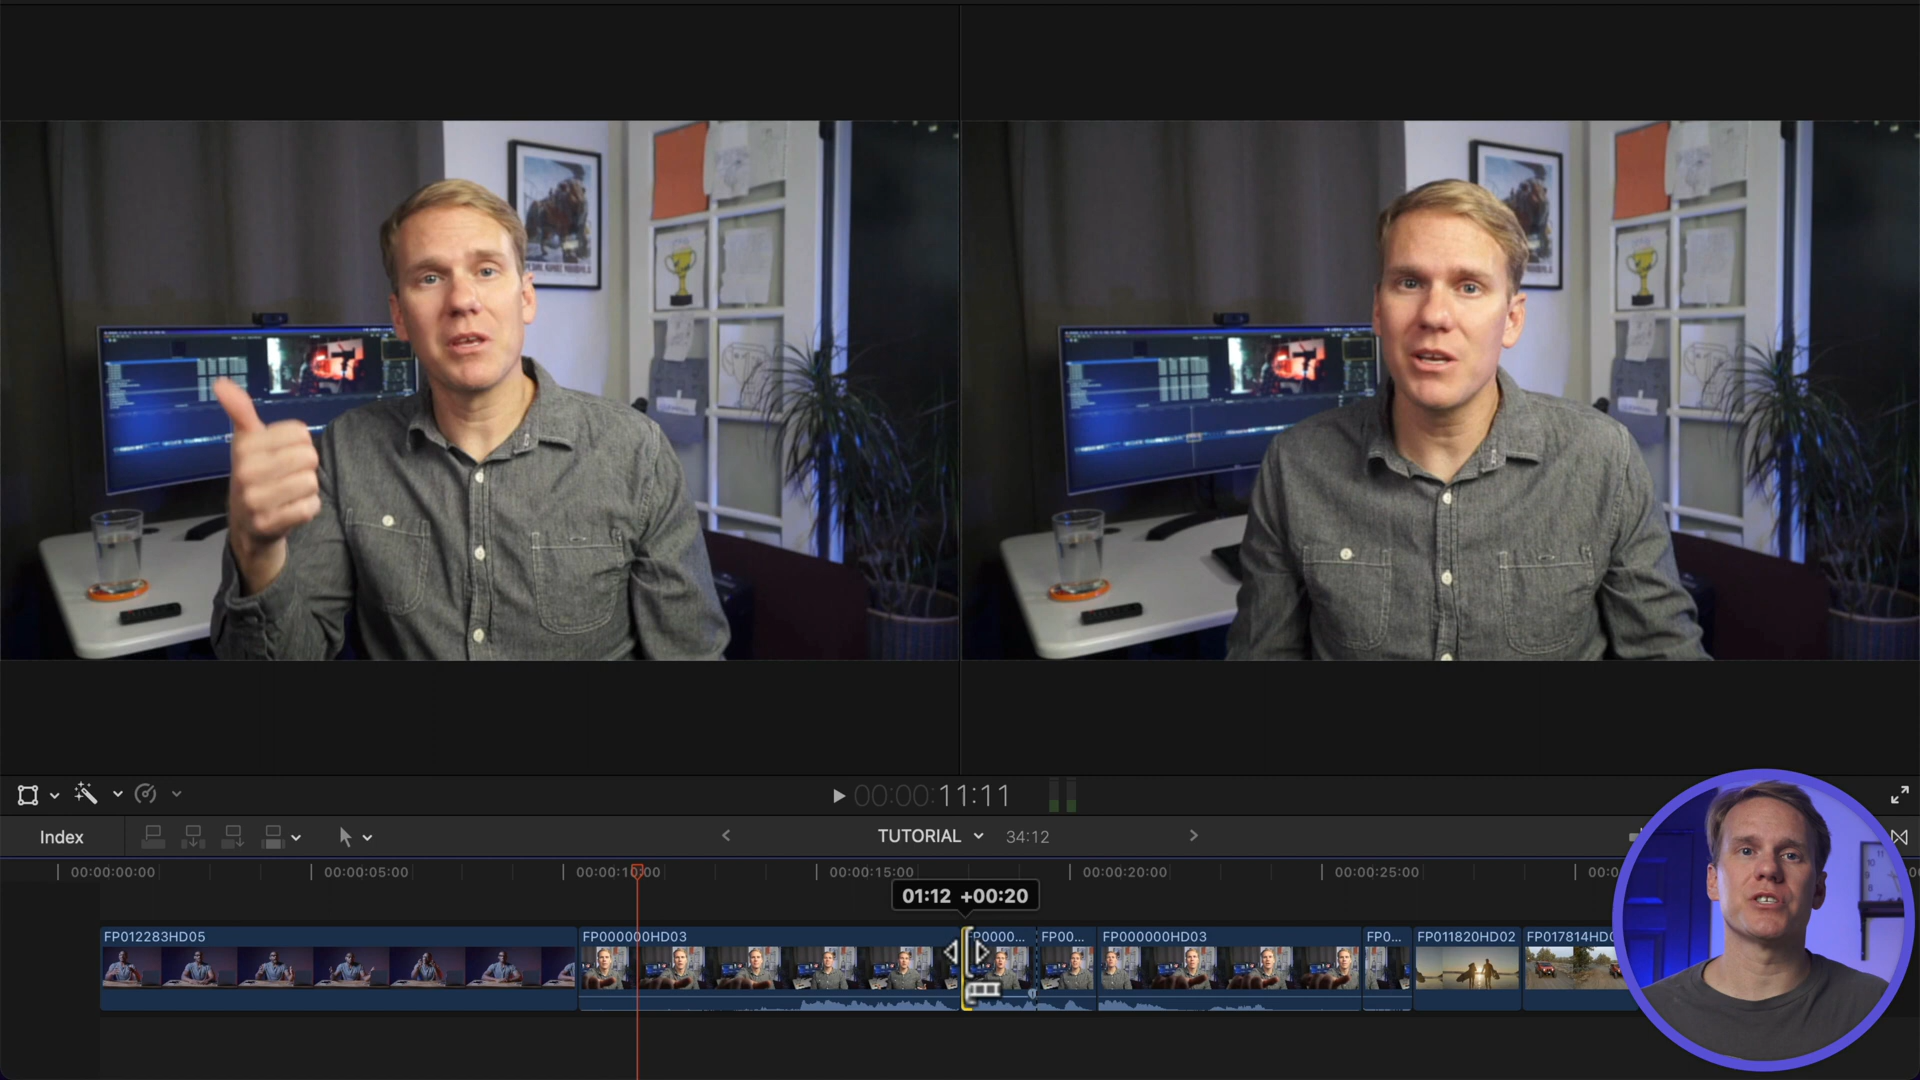 00:00:11:11
Index
TUTORIAL
34:12
00:00:00:00
00:00:05:00
00:00:10:00
00:00:15:00
00:00:20:00
00:00:25:00
01:12 +00:20
FP012283HD05
FP000000HD03
FP0000...
FP00...
FP000000HD03
FP0...
FP011820HD02
FP017814HD